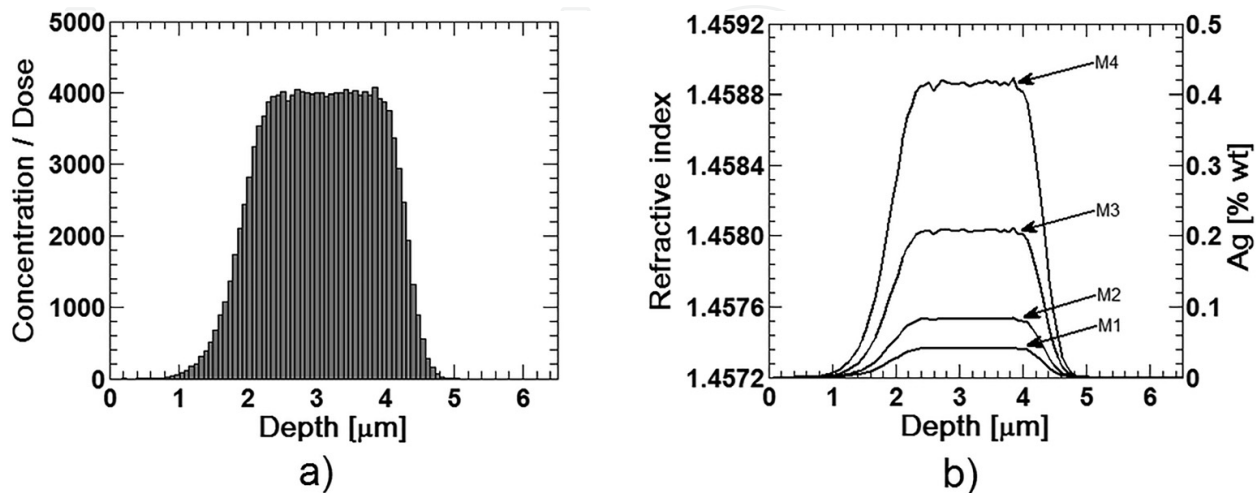 Concentration / Dose
5000
4000
3000
2000
1000
0
0 1 2 3 4 5 6
Depth [μm]
a)
Refractive index
1.4592
1.4588
1.4584
1.4580
1.4576
1.4572
M4
M3
M2
M1
0.5
0.4
0.3
0.2
0.1
0
Ag [% wt]
0 1 2 3 4 5 6
Depth [μm]
b)